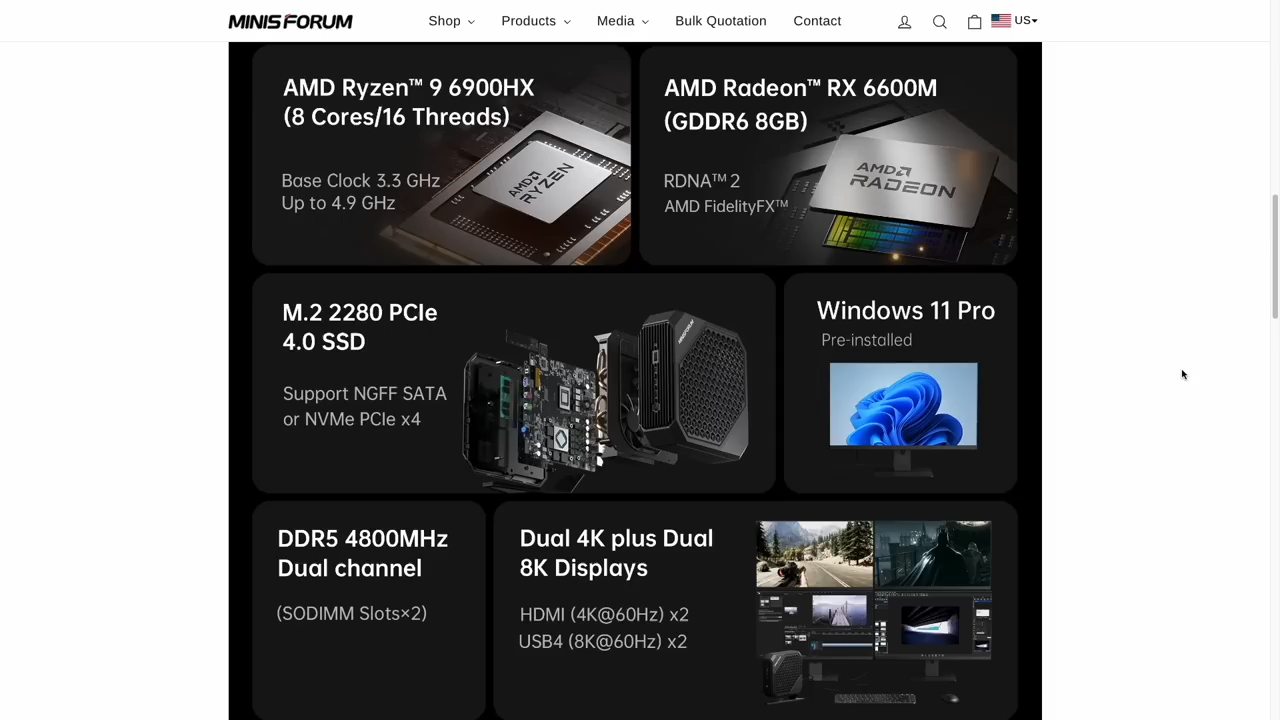 MINISFORUM
Shop
Products
Media
Bulk Quotation
Contact
US
AMD Ryzen™ 9 6900HX
(8 Cores/16 Threads)
Base Clock 3.3 GHz
Up to 4.9 GHz
AMD
RYZEN
AMD Radeon™ RX 6600M
(GDDR6 8GB)
RDNA™ 2
AMD FidelityFX™
AMD
RADEON
M.2 2280 PCIe
4.0 SSD
Support NGFF SATA
or NVMe PCIe x4
MINISFORUM
Windows 11 Pro
Pre-installed
DDR5 4800MHz
Dual channel
(SODIMM Slots×2)
Dual 4K plus Dual
8K Displays
HDMI (4K@60Hz) x2
USB4 (8K@60Hz) x2